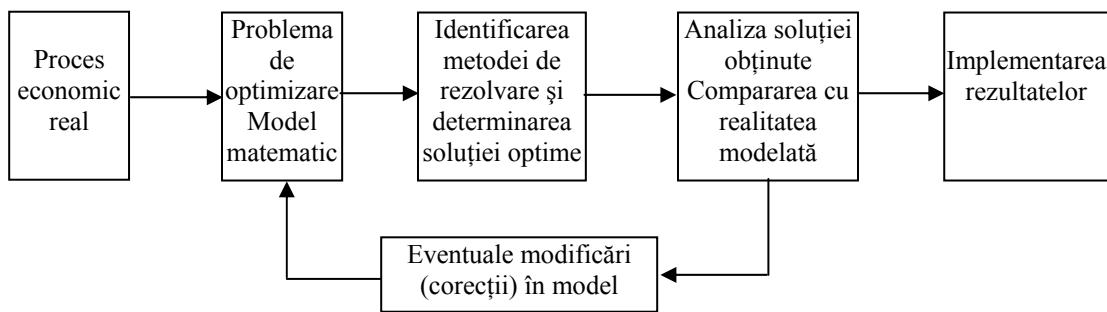 Proces
economic
real
Problema
de
optimizare
Model
matematic
Identificarea
metodei de
rezolvare şi
determinarea
soluției optime
Analiza soluției
obținute
Compararea cu
realitatea
modelată
Implementarea
rezultatelor
Eventuale modificări
(corecții) în model